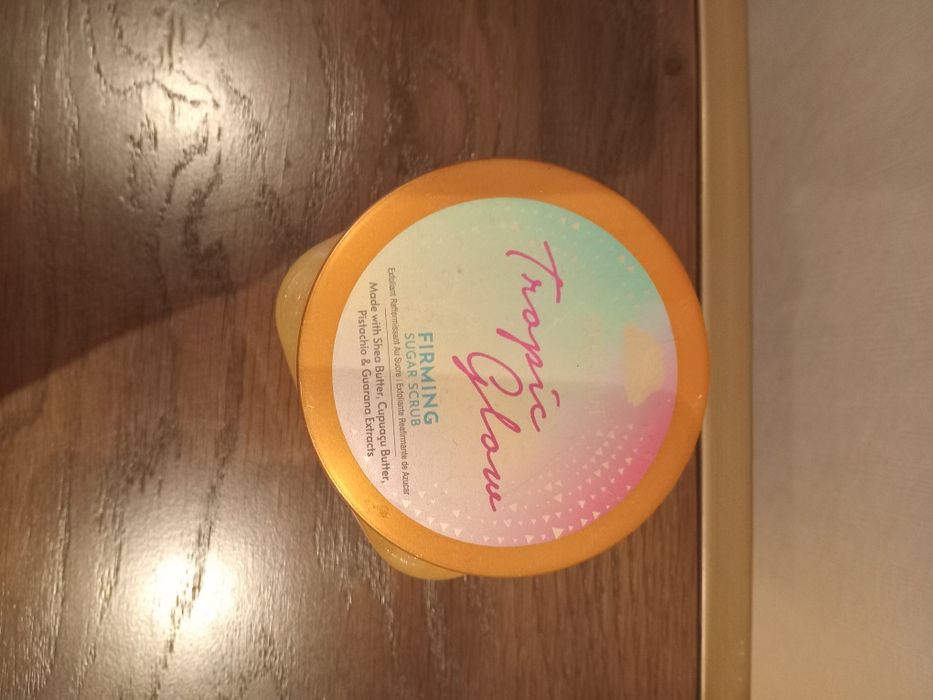 Tropic
Glow
FIRMING
SUGAR SCRUB
Exfoliant Raffermissant Au Sucre | Exfoliante Reafirmante de Azúcar
Made with Shea Butter, Cupuaçu Butter,
Pistachio & Guarana Extracts